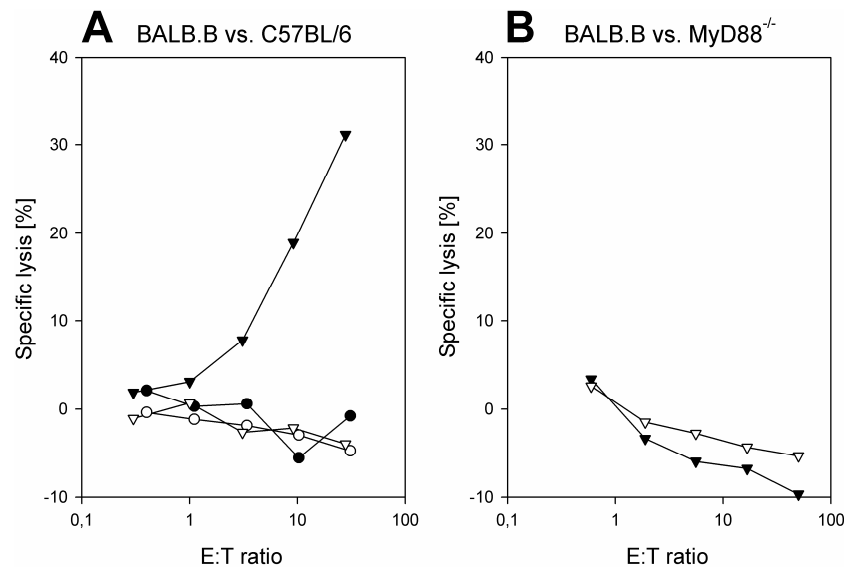 A BALB.B vs. C57BL/6
40
30
20
10
0
-10
Specific lysis [%]
0,1 1 10 100
E:T ratio
B BALB.B vs. MyD88-/-
40
30
20
10
0
-10
Specific lysis [%]
0,1 1 10 100
E:T ratio